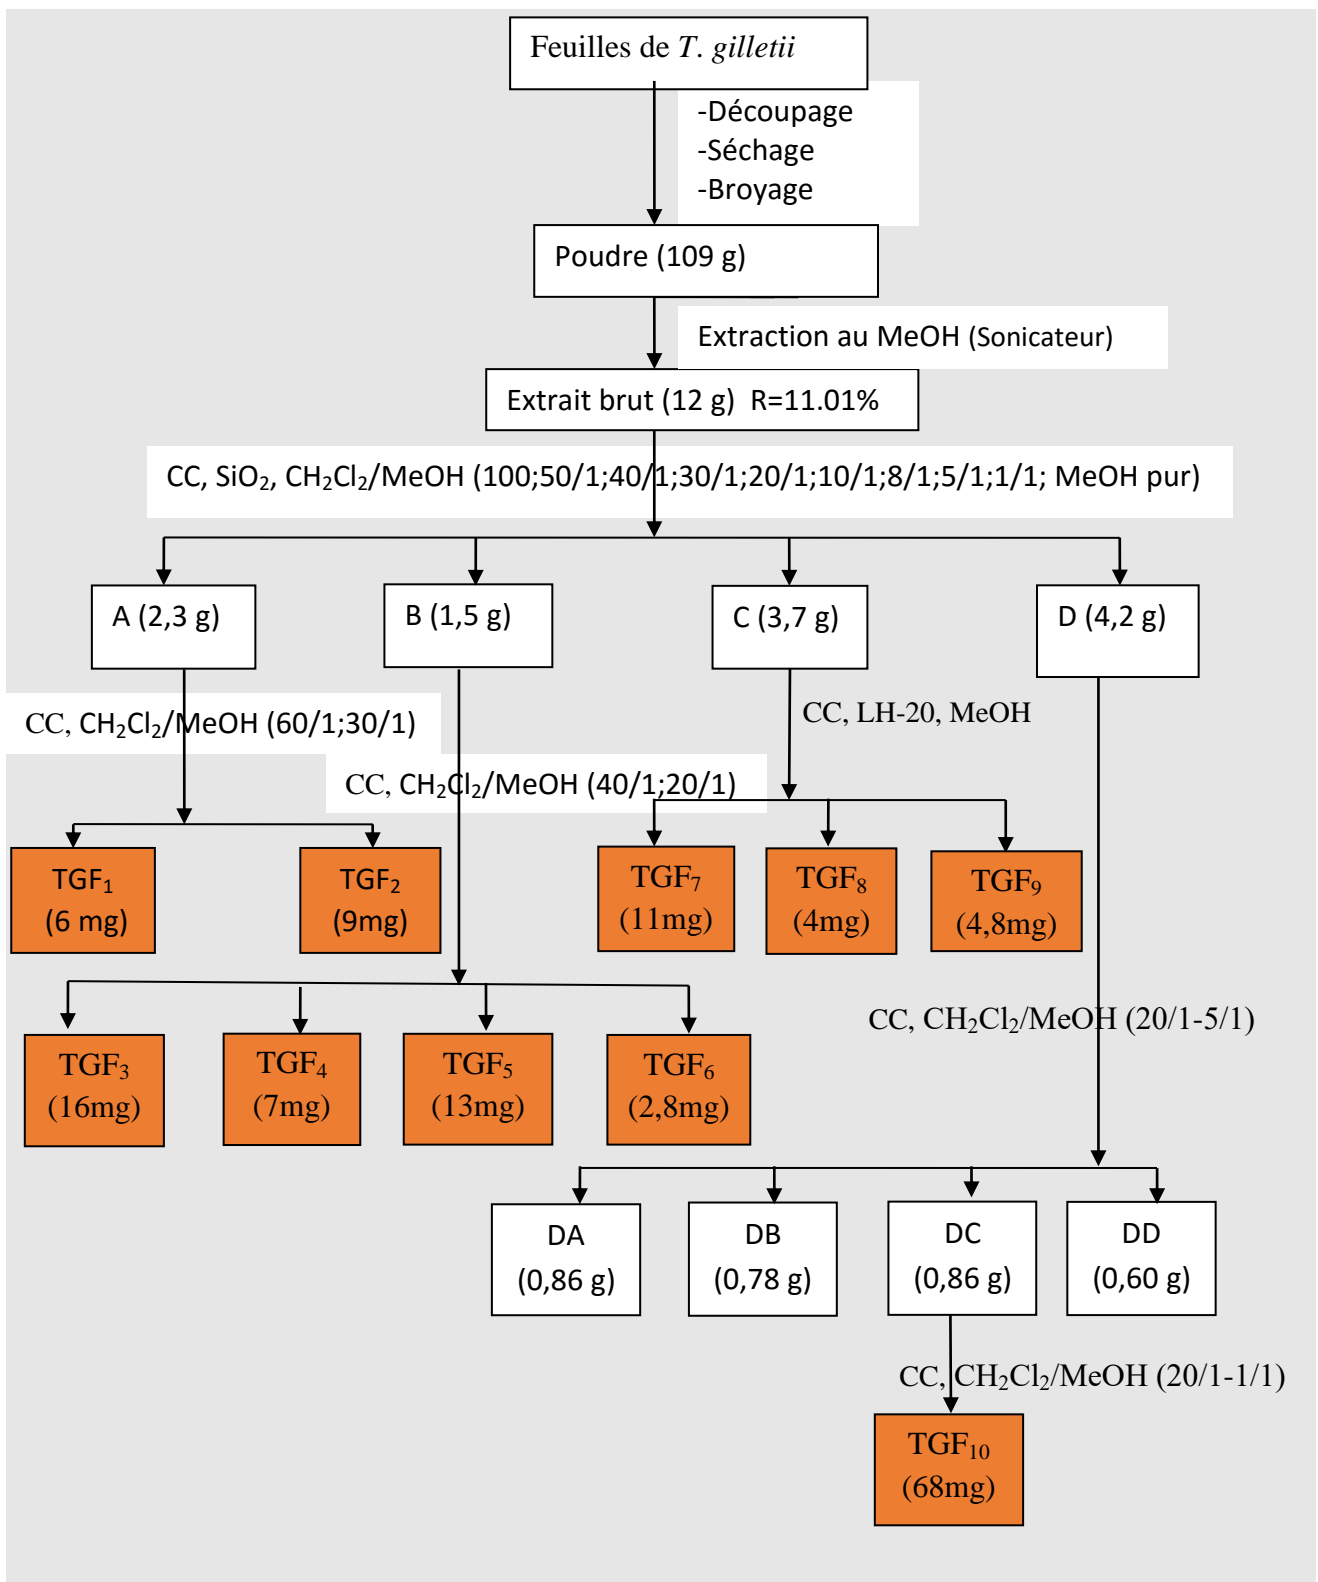 Feuilles de T. gilletii
-Découpage
-Séchage
-Broyage
Poudre (109 g)
Extraction au MeOH (Sonicateur)
Extrait brut (12 g) R=11.01%
CC, SiO₂, CH₂Cl₂/MeOH (100;50/1;40/1;30/1;20/1;10/1;8/1;5/1;1/1; MeOH pur)
A (2,3 g)
B (1,5 g)
C (3,7 g)
D (4,2 g)
CC, CH₂Cl₂/MeOH (60/1;30/1)
CC, LH-20, MeOH
CC, CH₂Cl₂/MeOH (40/1;20/1)
TGF₁
(6 mg)
TGF₂
(9mg)
TGF₇
(11mg)
TGF₈
(4mg)
TGF₉
(4,8mg)
CC, CH₂Cl₂/MeOH (20/1-5/1)
TGF₃
(16mg)
TGF₄
(7mg)
TGF₅
(13mg)
TGF₆
(2,8mg)
DA
(0,86 g)
DB
(0,78 g)
DC
(0,86 g)
DD
(0,60 g)
CC, CH₂Cl₂/MeOH (20/1-1/1)
TGF₁₀
(68mg)